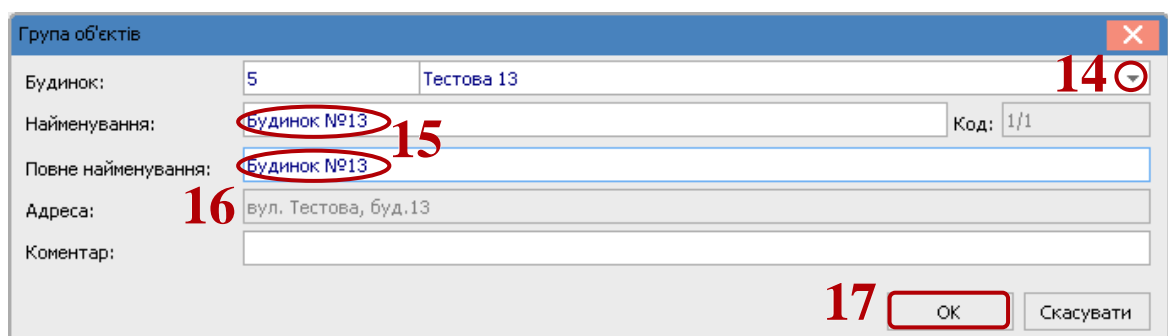 Група об'єктів
Будинок: 5 Тестова 13 14
Найменування: Будинок №13 15 Код: 1/1
Повне найменування: Будинок №13
Адреса: 16 вул. Тестова, буд.13
Коментар:
17 ОК Скасувати